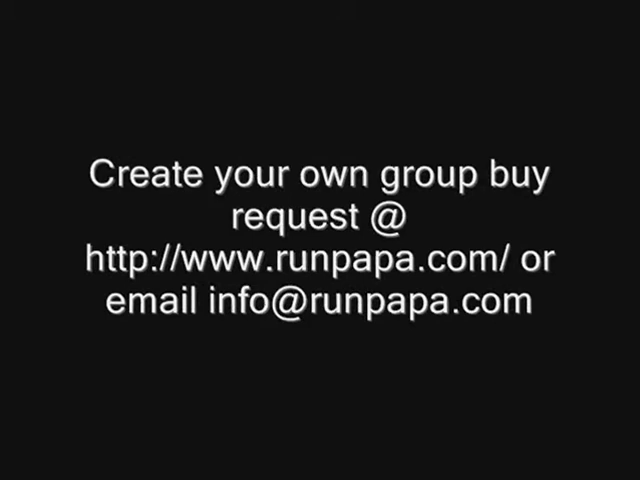 Create your own group buy
request @
http://www.runpapa.com/ or
email info@runpapa.com